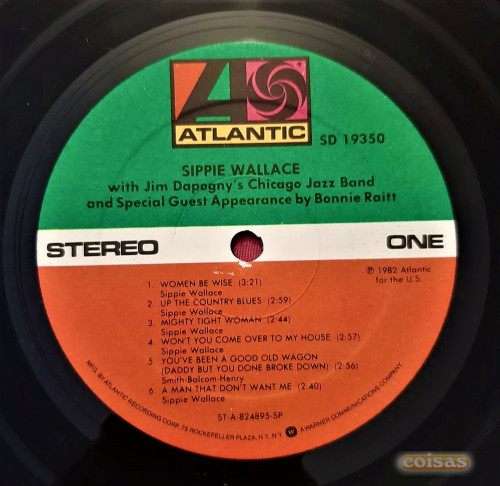 ATLANTIC
SD 19350
SIPPIE WALLACE
with Jim Dapogny's Chicago Jazz Band
and Special Guest Appearance by Bonnie Raitt
STEREO
ONE
℗ 1982 Atlantic
for the U.S.
1. WOMEN BE WISE (3:21)
Sippie Wallace
2. UP THE COUNTRY BLUES (2:59)
Sippie Wallace
3. MIGHTY TIGHT WOMAN (2:44)
Sippie Wallace
4. WON'T YOU COME OVER TO MY HOUSE (2:57)
Sippie Wallace
5. YOU'VE BEEN A GOOD OLD WAGON
(DADDY BUT YOU DONE BROKE DOWN) (2:56)
Smith-Balcom-Henry
6. A MAN THAT DON'T WANT ME (2:40)
Sippie Wallace
ST-A-824895-SP
MFG. BY ATLANTIC RECORDING CORP. 75 ROCKEFELLER PLAZA, N.Y. N.Y. W A WARNER COMMUNICATIONS COMPANY
coisas